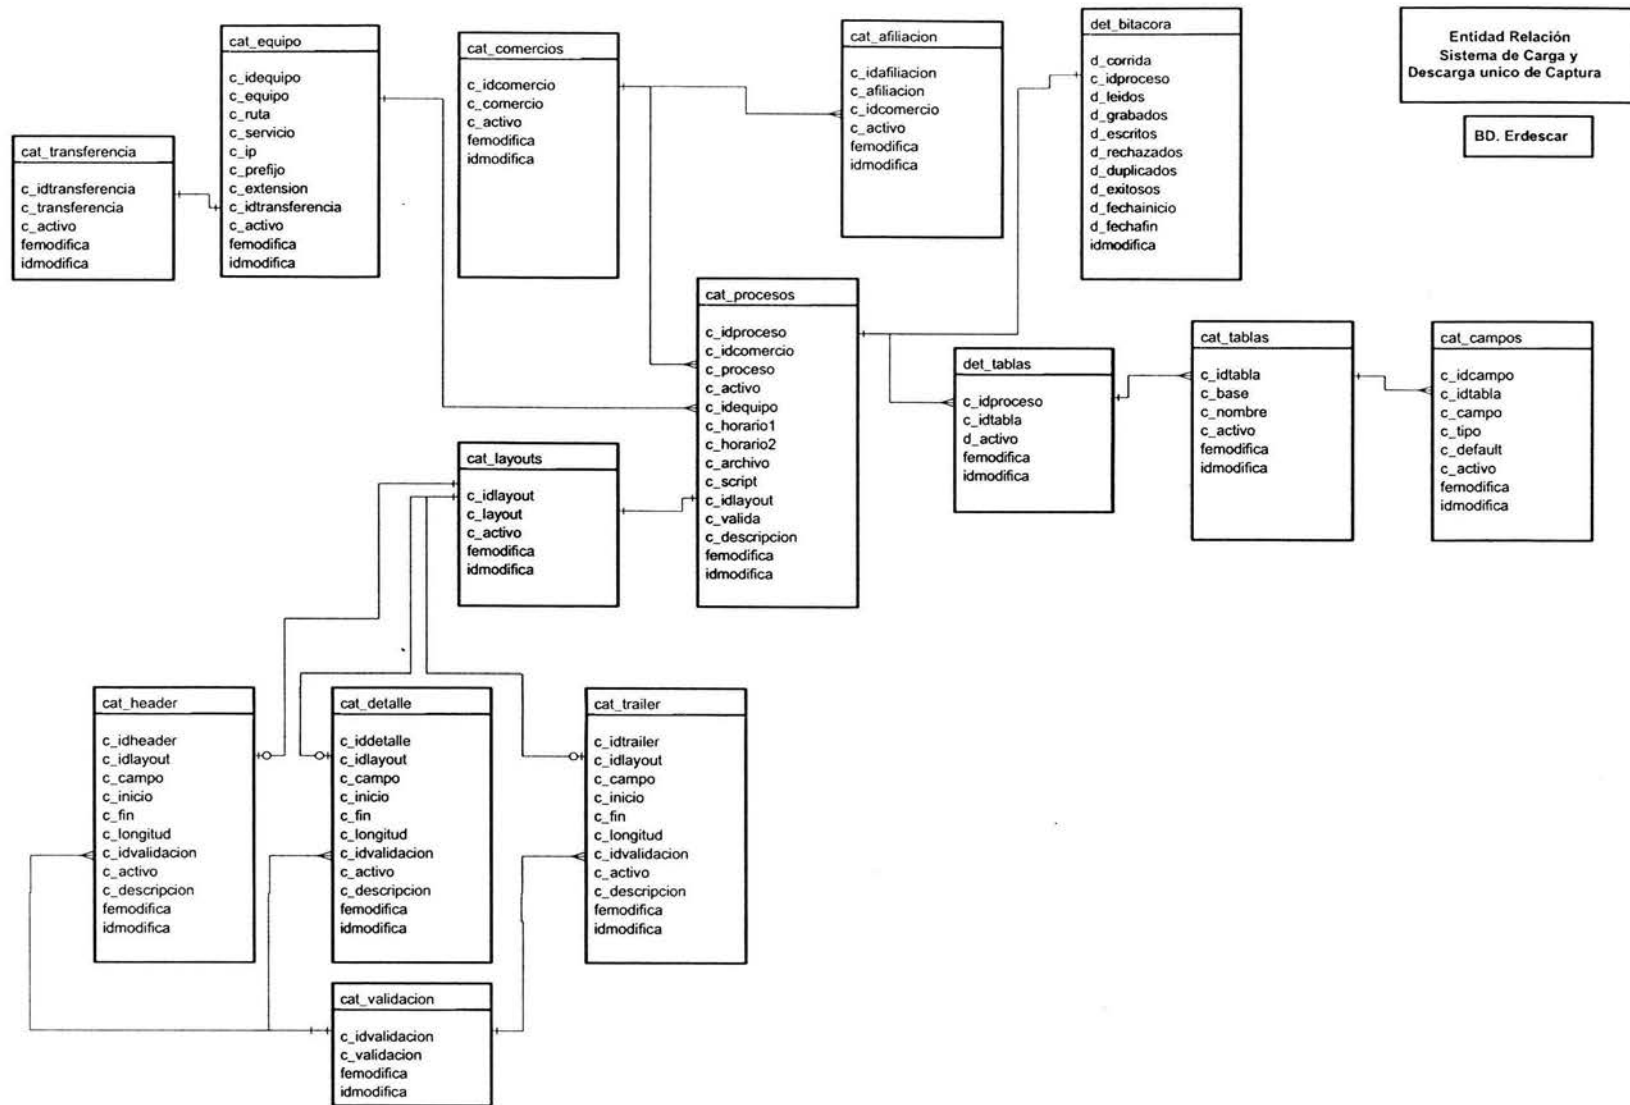 cat_equipo
c_idequipo
c_equipo
c_ruta
c_servicio
c_ip
c_prefijo
c_extension
c_idtransferencia
c_activo
femodifica
idmodifica
cat_comercios
c_idcomercio
c_comercio
c_activo
femodifica
idmodifica
cat_afiliacion
c_idafiliacion
c_afiliacion
c_idcomercio
c_activo
femodifica
idmodifica
det_bitacora
d_corrida
c_idproceso
d_leidos
d_grabados
d_escritos
d_rechazados
d_duplicados
d_exitosos
d_fechainicio
d_fechafin
idmodifica
Entidad Relación
Sistema de Carga y
Descarga unico de Captura
BD. Erdescar
cat_transferencia
c_idtransferencia
c_transferencia
c_activo
femodifica
idmodifica
cat_procesos
c_idproceso
c_idcomercio
c_proceso
c_activo
c_idequipo
c_horario1
c_horario2
c_archivo
c_script
c_idlayout
c_valida
c_descripcion
femodifica
idmodifica
det_tablas
c_idproceso
c_idtabla
d_activo
femodifica
idmodifica
cat_tablas
c_idtabla
c_base
c_nombre
c_activo
femodifica
idmodifica
cat_campos
c_idcampo
c_idtabla
c_campo
c_tipo
c_default
c_activo
femodifica
idmodifica
cat_layouts
c_idlayout
c_layout
c_activo
femodifica
idmodifica
cat_header
c_idheader
c_idlayout
c_campo
c_inicio
c_fin
c_longitud
c_idvalidacion
c_activo
c_descripcion
femodifica
idmodifica
cat_detalle
c_iddetalle
c_idlayout
c_campo
c_inicio
c_fin
c_longitud
c_idvalidacion
c_activo
c_descripcion
femodifica
idmodifica
cat_trailer
c_idtrailer
c_idlayout
c_campo
c_inicio
c_fin
c_longitud
c_idvalidacion
c_activo
c_descripcion
femodifica
idmodifica
cat_validacion
c_idvalidacion
c_validacion
femodifica
idmodifica